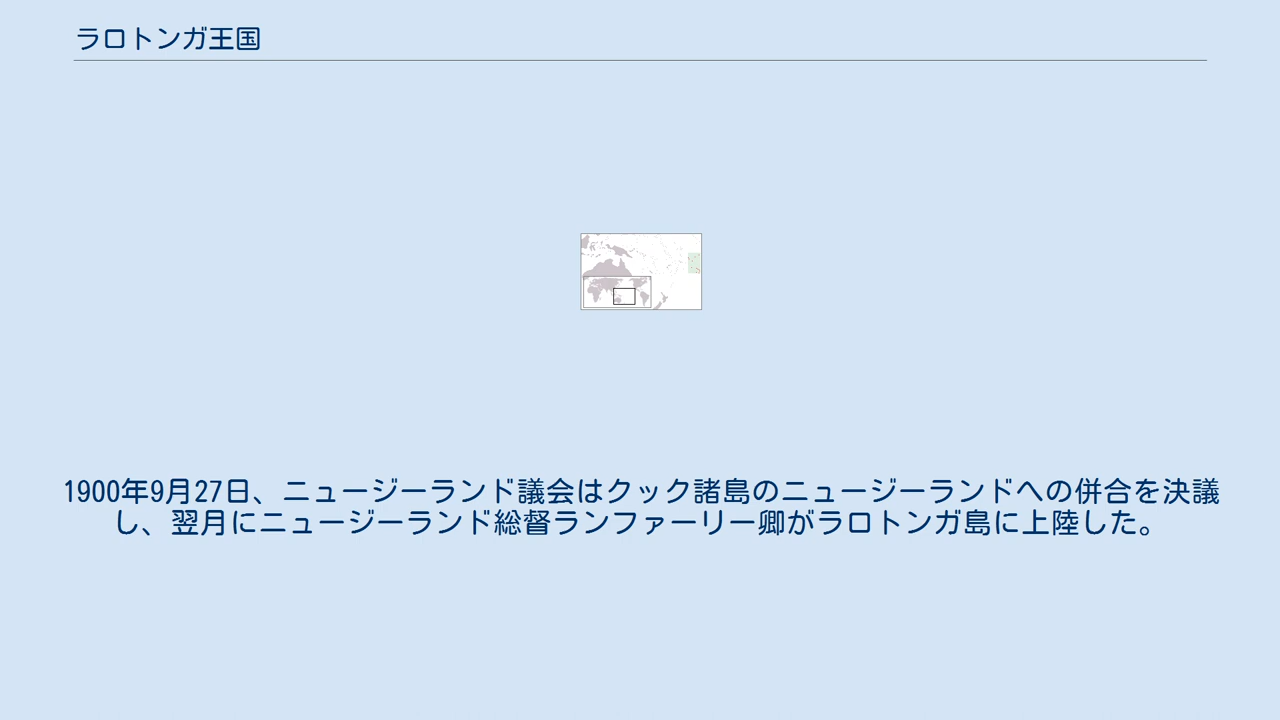 ラロトンガ王国
1900年9月27日、ニュージーランド議会はクック諸島のニュージーランドへの併合を決議
し、翌月にニュージーランド総督ランファーリー卿がラロトンガ島に上陸した。